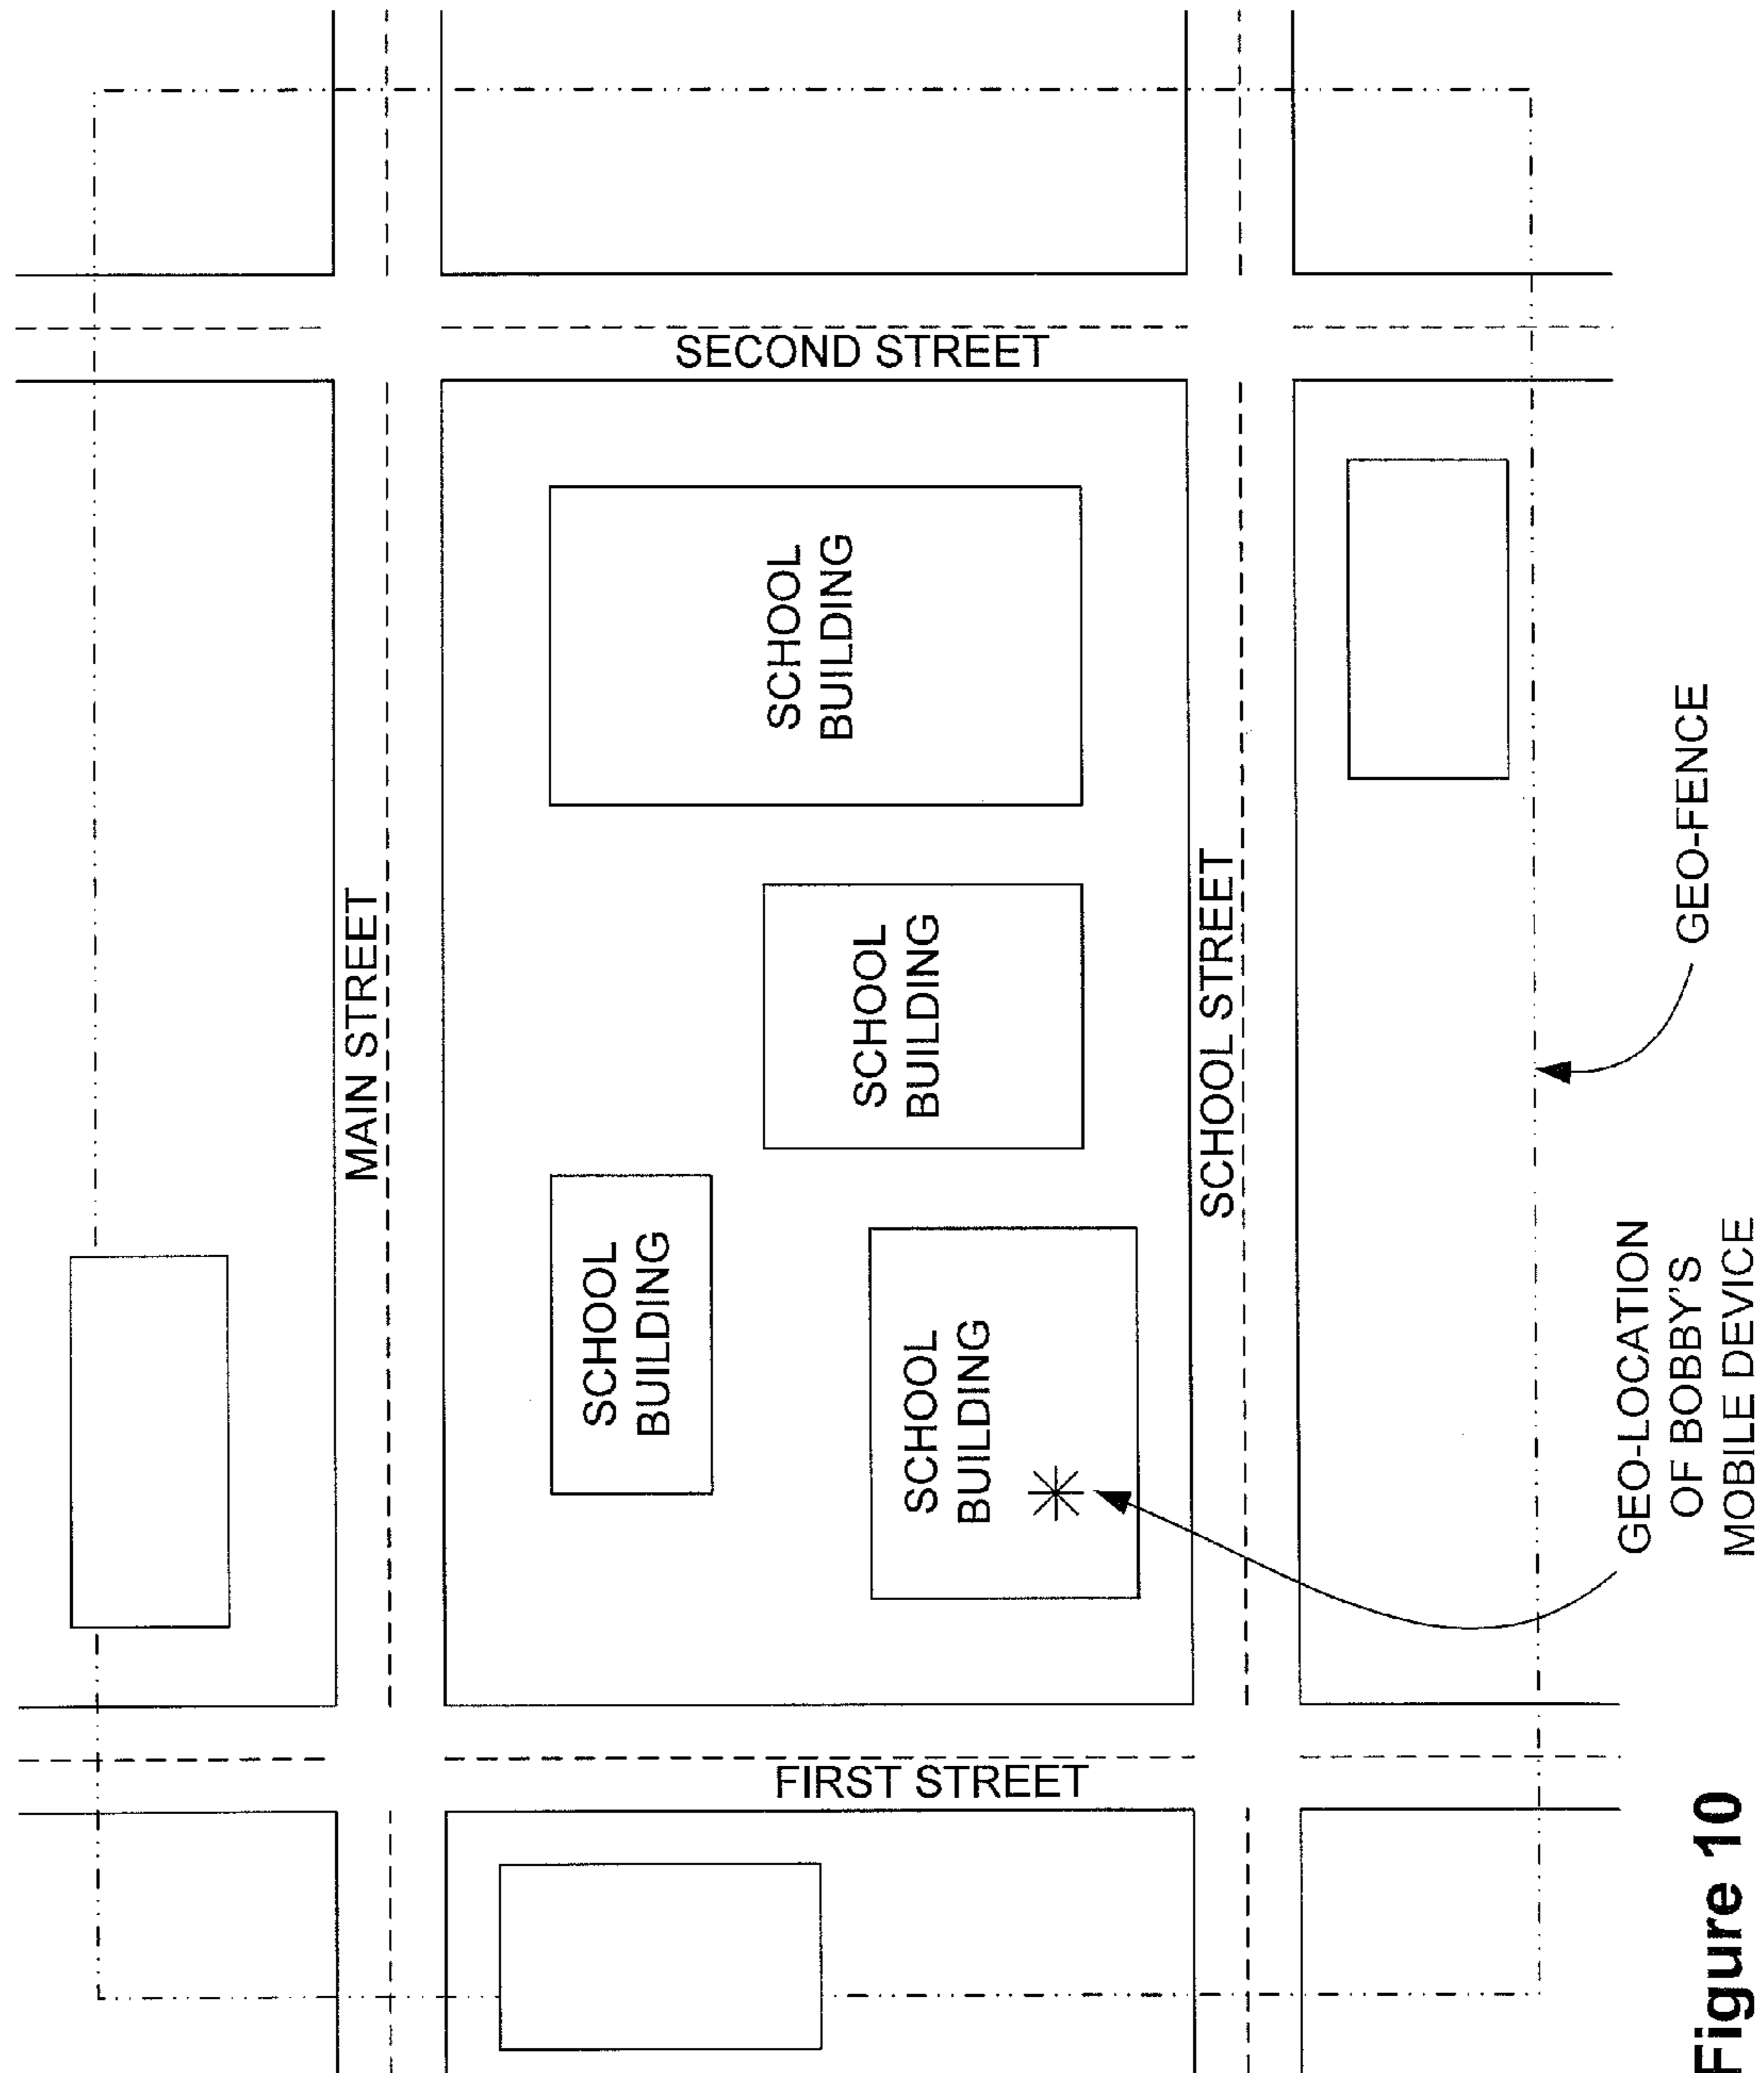 MAIN STREET
SCHOOL
BUILDING
SCHOOL
BUILDING
SCHOOL
BUILDING
SCHOOL
BUILDING
FIRST STREET
SECOND STREET
SCHOOL STREET
GEO-LOCATION
OF BOBBY'S
MOBILE DEVICE
GEO-FENCE
Figure 10